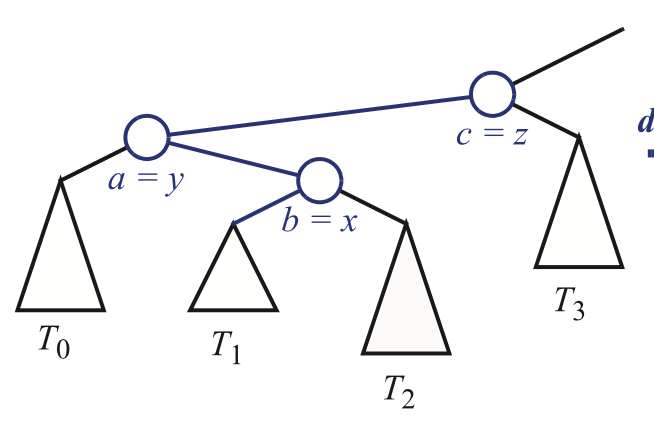 c = z
d
a = y
b = x
T3
T0
T1
T2